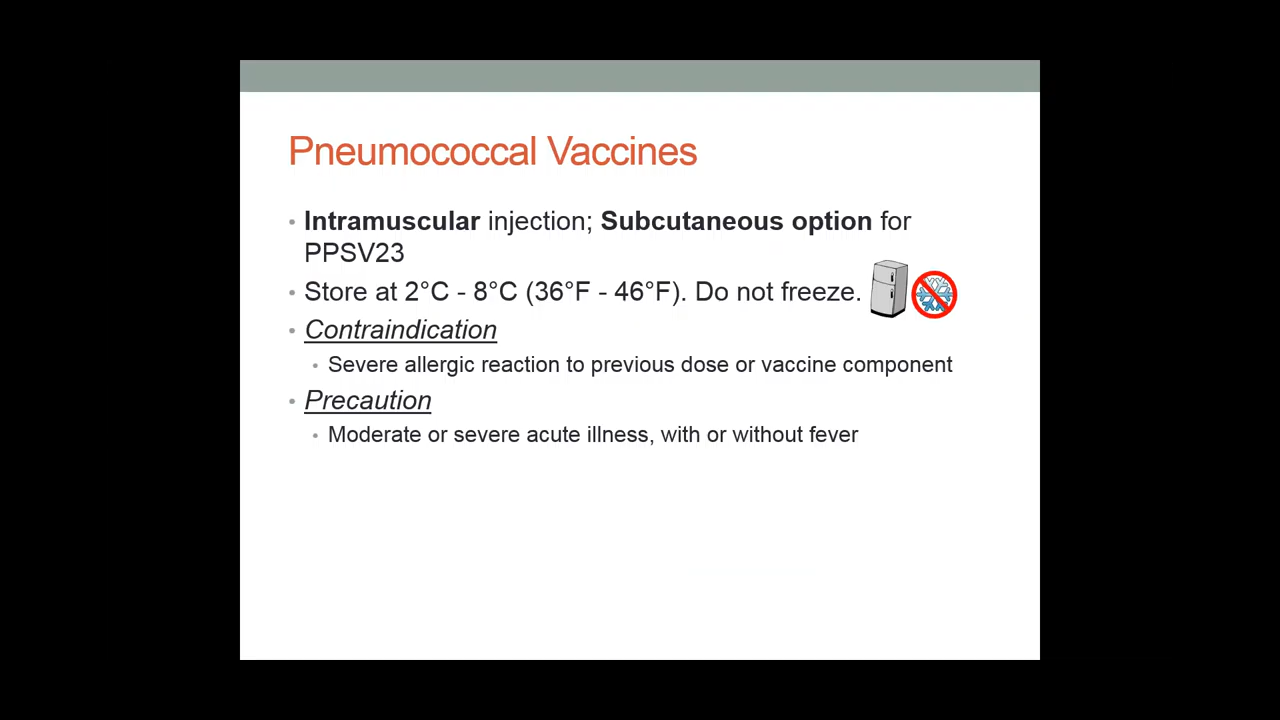 Pneumococcal Vaccines
• Intramuscular injection; Subcutaneous option for
PPSV23
• Store at 2°C - 8°C (36°F - 46°F). Do not freeze.
• Contraindication
• Severe allergic reaction to previous dose or vaccine component
• Precaution
• Moderate or severe acute illness, with or without fever